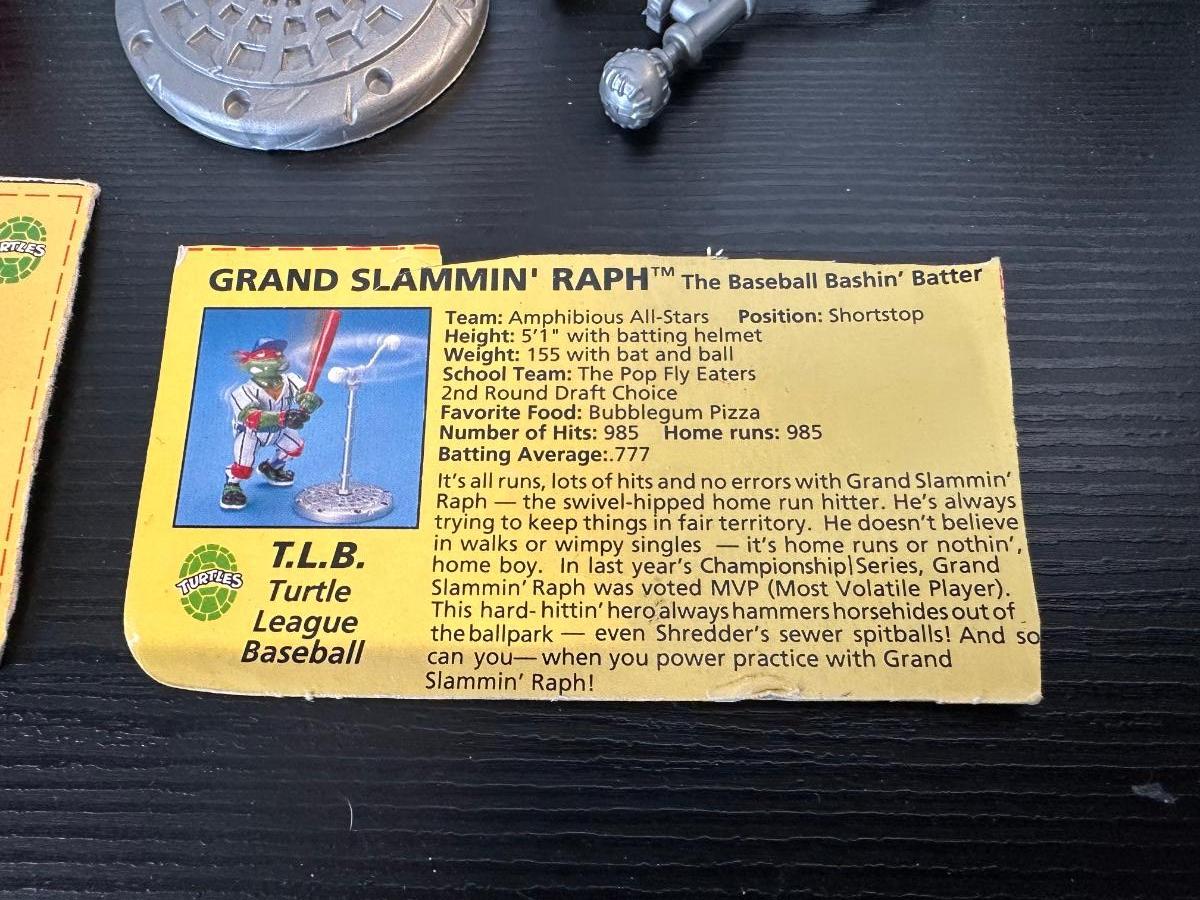 RTLES
GRAND SLAMMIN' RAPH™ The Baseball Bashin' Batter
Team: Amphibious All-Stars Position: Shortstop
Height: 5'1" with batting helmet
Weight: 155 with bat and ball
School Team: The Pop Fly Eaters
2nd Round Draft Choice
Favorite Food: Bubblegum Pizza
Number of Hits: 985 Home runs: 985
Batting Average:.777
It's all runs, lots of hits and no errors with Grand Slammin'
Raph — the swivel-hipped home run hitter. He's always
trying to keep things in fair territory. He doesn't believe
in walks or wimpy singles — it's home runs or nothin',
home boy. In last year's Championship Series, Grand
Slammin' Raph was voted MVP (Most Volatile Player).
This hard-hittin' hero always hammers horsehides out of
the ballpark — even Shredder's sewer spitballs! And so
can you— when you power practice with Grand
Slammin' Raph!
TURTLES
T.L.B.
Turtle
League
Baseball